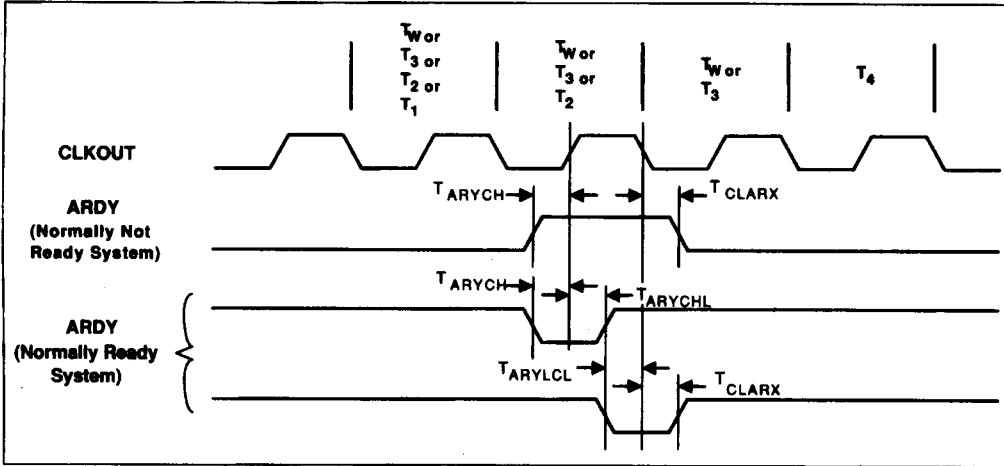 TW or
T3 or
T2 or
T1
TW or
T3 or
T2
TW or
T3
T4
CLKOUT
TARYCH
TCLARX
ARDY
(Normally Not
Ready System)
TARYCH
TARYCHL
ARDY
(Normally Ready
System)
TARYLCL
TCLARX